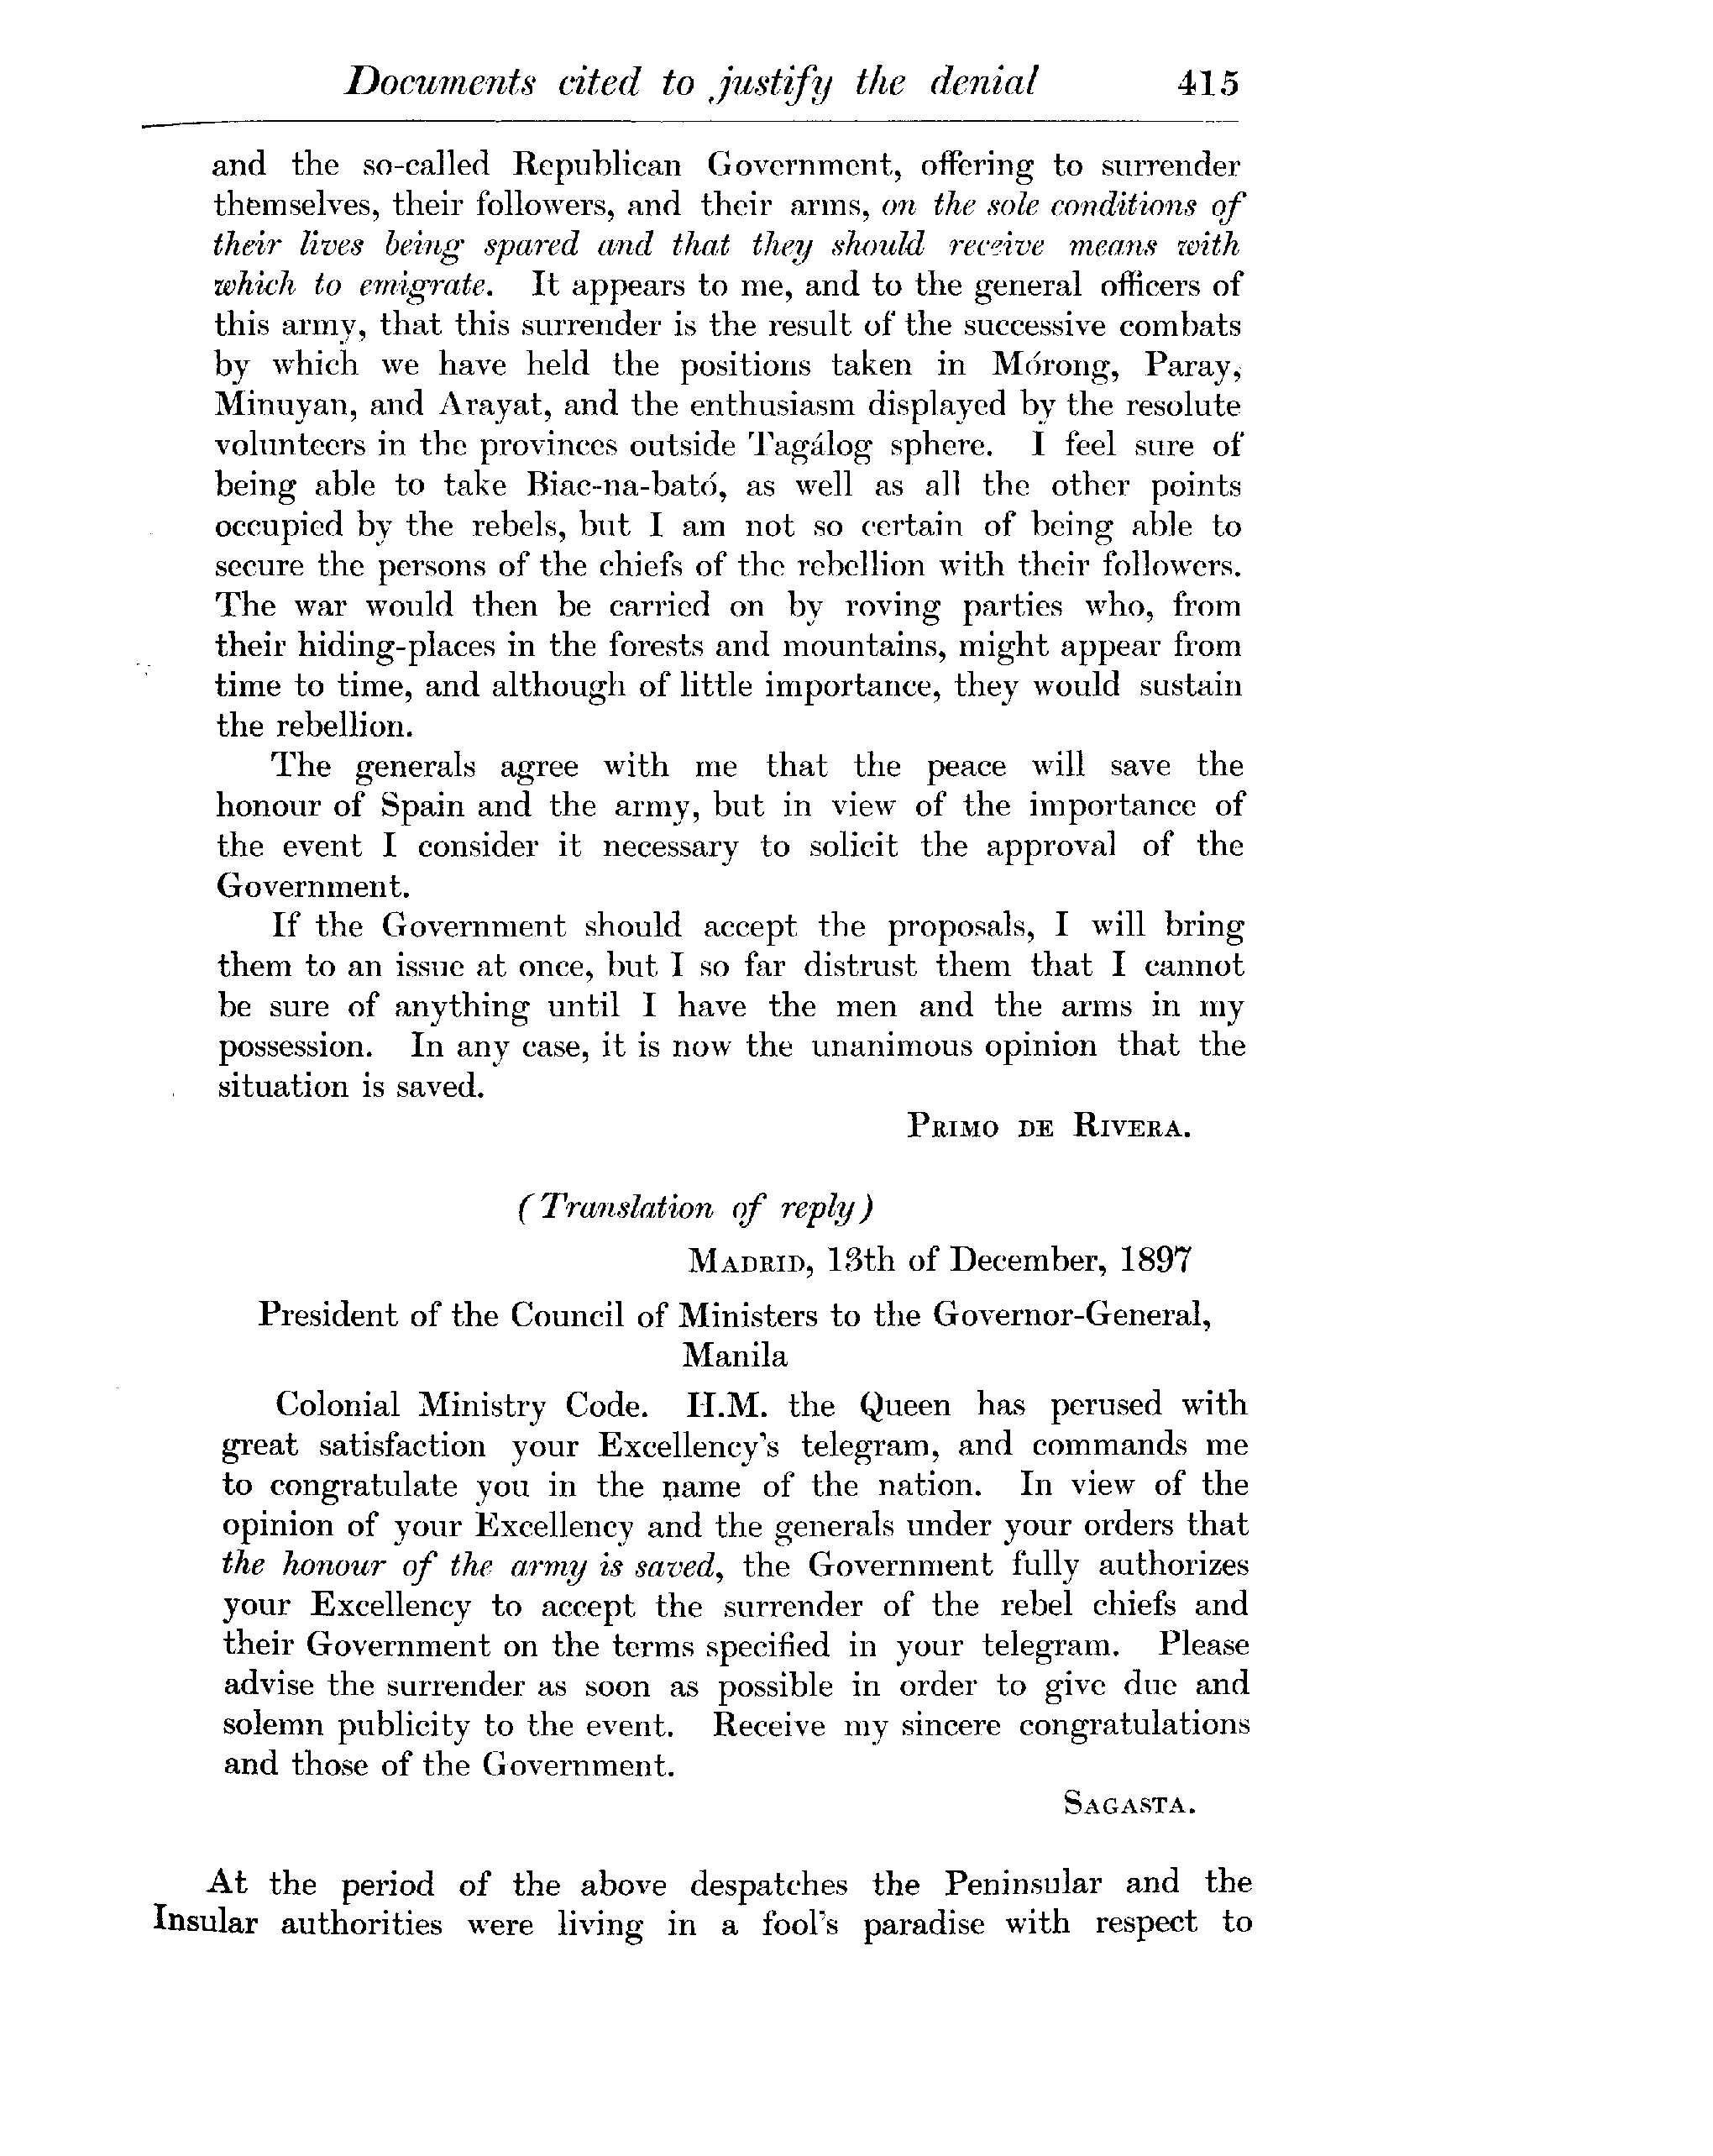 Documents cited to justify the denial 415
and the so-called Republican Government, offering to surrender
themselves, their followers, and their arms, on the sole conditions of
their lives being spared and that they should receive means with
which to emigrate. It appears to me, and to the general officers of
this army, that this surrender is the result of the successive combats
by which we have held the positions taken in Mórong, Paray,
Minuyan, and Arayat, and the enthusiasm displayed by the resolute
volunteers in the provinces outside Tagálog sphere. I feel sure of
being able to take Biac-na-bató, as well as all the other points
occupied by the rebels, but I am not so certain of being able to
secure the persons of the chiefs of the rebellion with their followers.
The war would then be carried on by roving parties who, from
their hiding-places in the forests and mountains, might appear from
time to time, and although of little importance, they would sustain
the rebellion.
The generals agree with me that the peace will save the
honour of Spain and the army, but in view of the importance of
the event I consider it necessary to solicit the approval of the
Government.
If the Government should accept the proposals, I will bring
them to an issue at once, but I so far distrust them that I cannot
be sure of anything until I have the men and the arms in my
possession. In any case, it is now the unanimous opinion that the
situation is saved.
PRIMO DE RIVERA.
(Translation of reply)
MADRID, 13th of December, 1897
President of the Council of Ministers to the Governor-General,
Manila
Colonial Ministry Code. H.M. the Queen has perused with
great satisfaction your Excellency's telegram, and commands me
to congratulate you in the name of the nation. In view of the
opinion of your Excellency and the generals under your orders that
the honour of the army is saved, the Government fully authorizes
your Excellency to accept the surrender of the rebel chiefs and
their Government on the terms specified in your telegram. Please
advise the surrender as soon as possible in order to give due and
solemn publicity to the event. Receive my sincere congratulations
and those of the Government.
SAGASTA.
At the period of the above despatches the Peninsular and the
Insular authorities were living in a fool's paradise with respect to